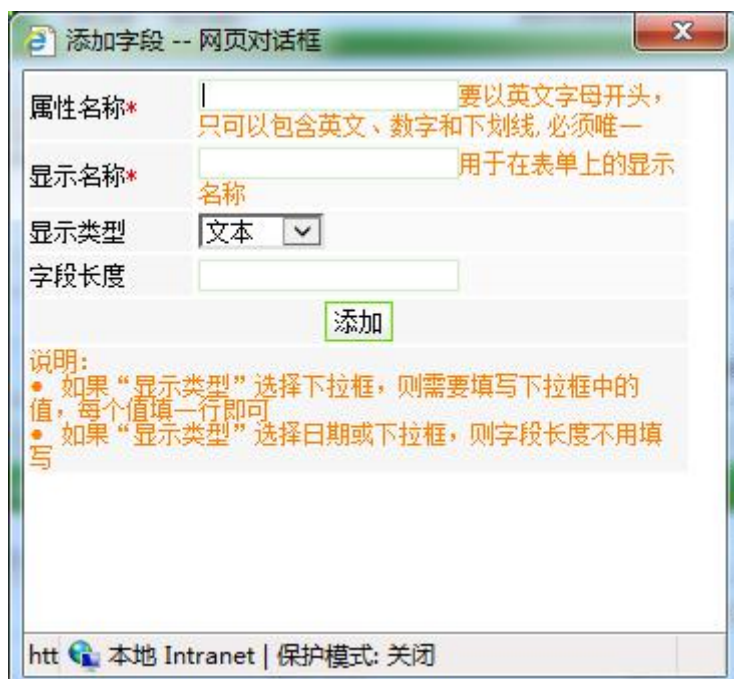 添加字段 -- 网页对话框
属性名称* 要以英文字母开头，
只可以包含英文、数字和下划线,必须唯一
显示名称* 用于在表单上的显示
名称
显示类型 文本
字段长度
添加
说明:
● 如果“显示类型”选择下拉框，则需要填写下拉框中的
值，每个值填一行即可
● 如果“显示类型”选择日期或下拉框，则字段长度不用填
写
htt 本地 Intranet | 保护模式: 关闭